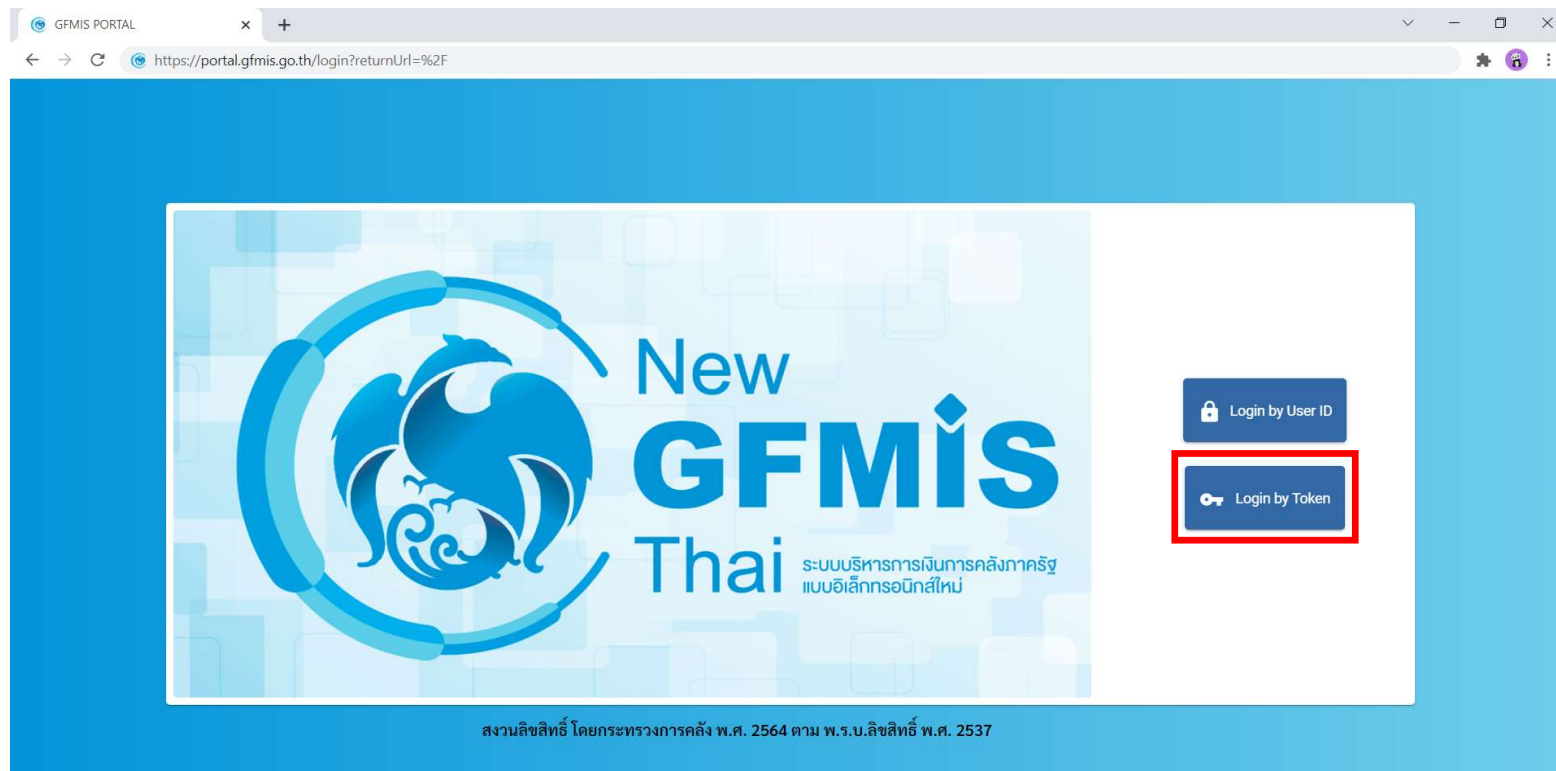 GFMIS PORTAL
https://portal.gfmis.go.th/login?returnUrl=%2F
New
GFMIS
Thai
ระบบบริหารการเงินการคลังภาครัฐ
แบบอิเล็กทรอนิกส์ใหม่
Login by User ID
Login by Token
สงวนลิขสิทธิ์ โดยกระทรวงการคลัง พ.ศ. 2564 ตาม พ.ร.บ.ลิขสิทธิ์ พ.ศ. 2537